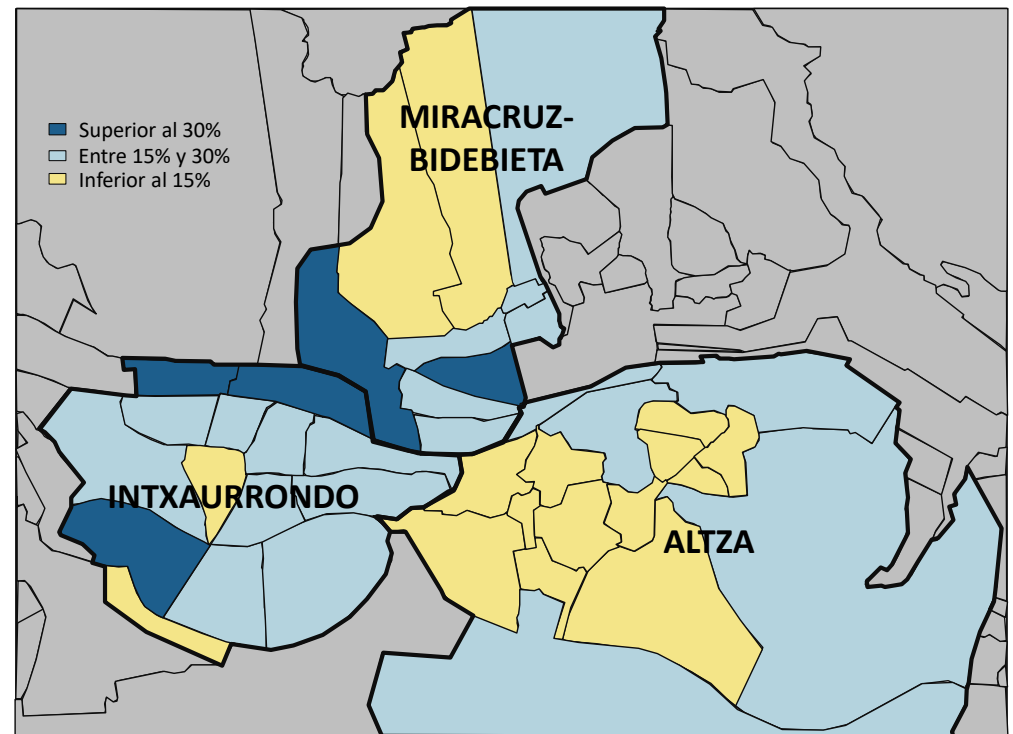 MIRACRUZ-
BIDEBIETA
Superior al 30%
Entre 15% y 30%
Inferior al 15%
INTXAURRONDO
ALTZA